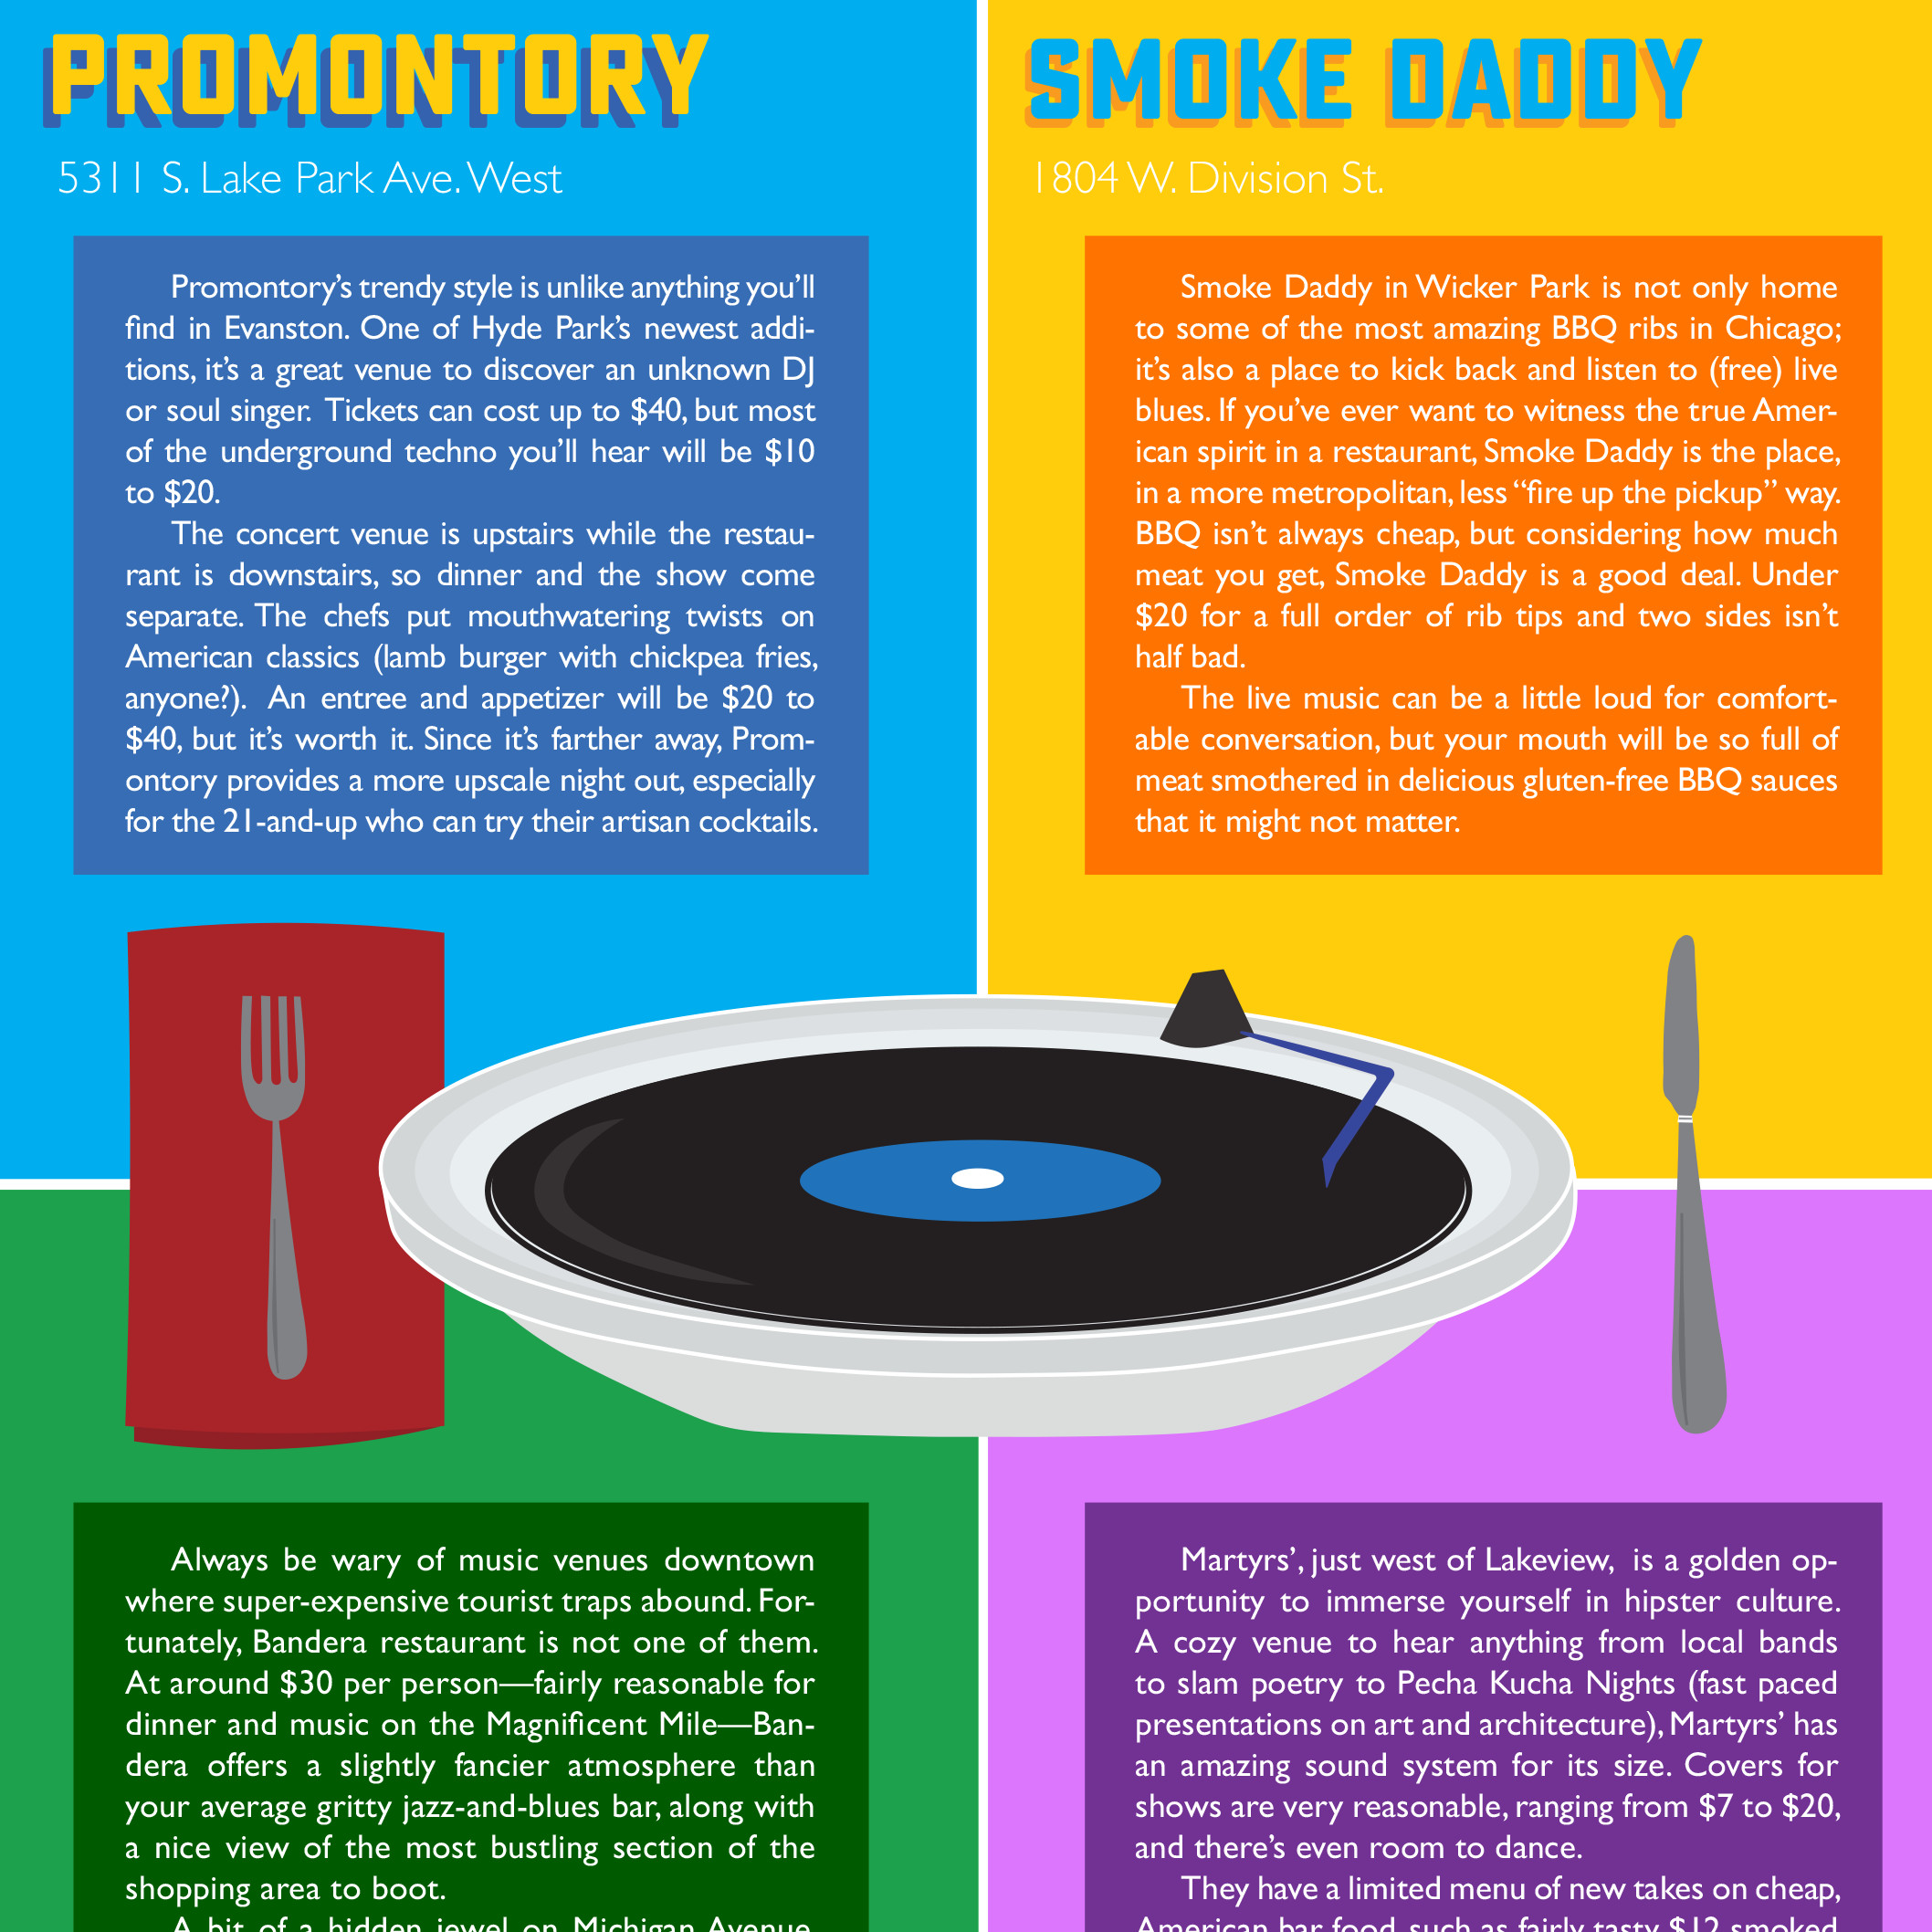 PROMONTORY
5311 S. Lake Park Ave. West
Promontory's trendy style is unlike anything you'll
find in Evanston. One of Hyde Park's newest addi-
tions, it's a great venue to discover an unknown DJ
or soul singer. Tickets can cost up to $40, but most
of the underground techno you'll hear will be $10
to $20.
The concert venue is upstairs while the restau-
rant is downstairs, so dinner and the show come
separate. The chefs put mouthwatering twists on
American classics (lamb burger with chickpea fries,
anyone?). An entree and appetizer will be $20 to
$40, but it's worth it. Since it's farther away, Prom-
ontory provides a more upscale night out, especially
for the 21-and-up who can try their artisan cocktails.
SMOKE DADDY
1804 W. Division St.
Smoke Daddy in Wicker Park is not only home
to some of the most amazing BBQ ribs in Chicago;
it's also a place to kick back and listen to (free) live
blues. If you've ever want to witness the true Amer-
ican spirit in a restaurant, Smoke Daddy is the place,
in a more metropolitan, less “fire up the pickup” way.
BBQ isn't always cheap, but considering how much
meat you get, Smoke Daddy is a good deal. Under
$20 for a full order of rib tips and two sides isn't
half bad.
The live music can be a little loud for comfort-
able conversation, but your mouth will be so full of
meat smothered in delicious gluten-free BBQ sauces
that it might not matter.
Always be wary of music venues downtown
where super-expensive tourist traps abound. For-
tunately, Bandera restaurant is not one of them.
At around $30 per person—fairly reasonable for
dinner and music on the Magnificent Mile—Ban-
dera offers a slightly fancier atmosphere than
your average gritty jazz-and-blues bar, along with
a nice view of the most bustling section of the
shopping area to boot.
A bit of a hidden jewel on Michigan Avenue,
Martyrs', just west of Lakeview, is a golden op-
portunity to immerse yourself in hipster culture.
A cozy venue to hear anything from local bands
to slam poetry to Pecha Kucha Nights (fast paced
presentations on art and architecture), Martyrs' has
an amazing sound system for its size. Covers for
shows are very reasonable, ranging from $7 to $20,
and there's even room to dance.
They have a limited menu of new takes on cheap,
American bar food, such as fairly tasty $12 smoked